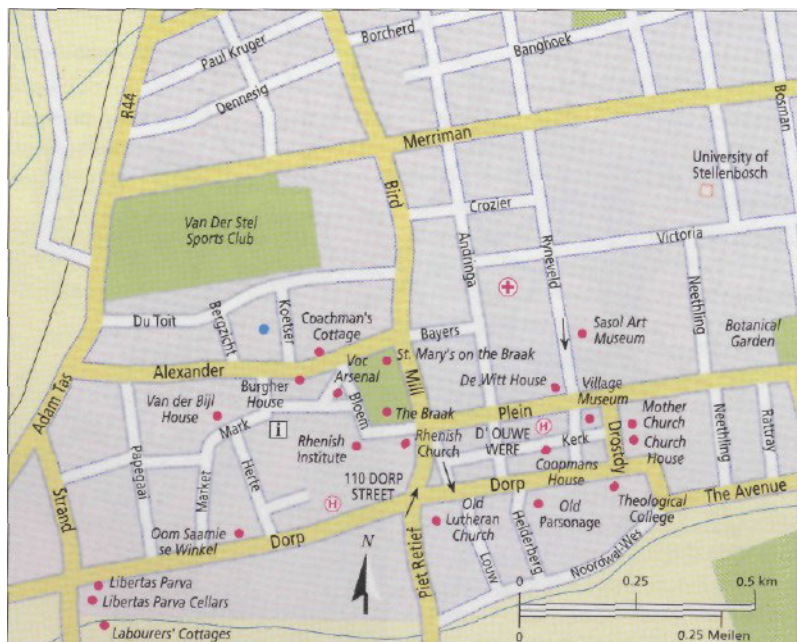 Borcherd
Paul Kruger
Banghoek
R44
Dennesig
Bosman
Merriman
University of
Stellenbosch
Bird
Crozier
Van Der Stel
Sports Club
Andringa
Ryneveld
Victoria
Neethling
Du Toit
Bergzicht
Koetser
Coachman's
Cottage
Bayers
Sasol Art
Museum
Botanical
Garden
Alexander
Voc
Arsenal
St. Mary's on the Braak
Mill
De Witt House
Village
Museum
Adam Tas
Burgher
House
Van der Bijl
House
Mark
i
Bloem
The Braak
Plein
D'OUWE
WERF
H
Keck
Drostdy
Mother
Church
Church
House
Neethling
Rattray
Papegaai
Market
Herte
Rhenish
Institute
Rhenish
Church
110 DORP
STREET
H
Coopmans
House
Dorp
The Avenue
Strand
Oom Saamie
se Winkel
Dorp
N
Piet Retief
Old
Lutheran
Church
Louw
Helderberg
Old
Parsonage
Theological
College
Noordwal-Wes
Libertas Parva
Libertas Parva Cellars
Labourers' Cottages
0 0.25 0.5 km
0 0.25 Meilen